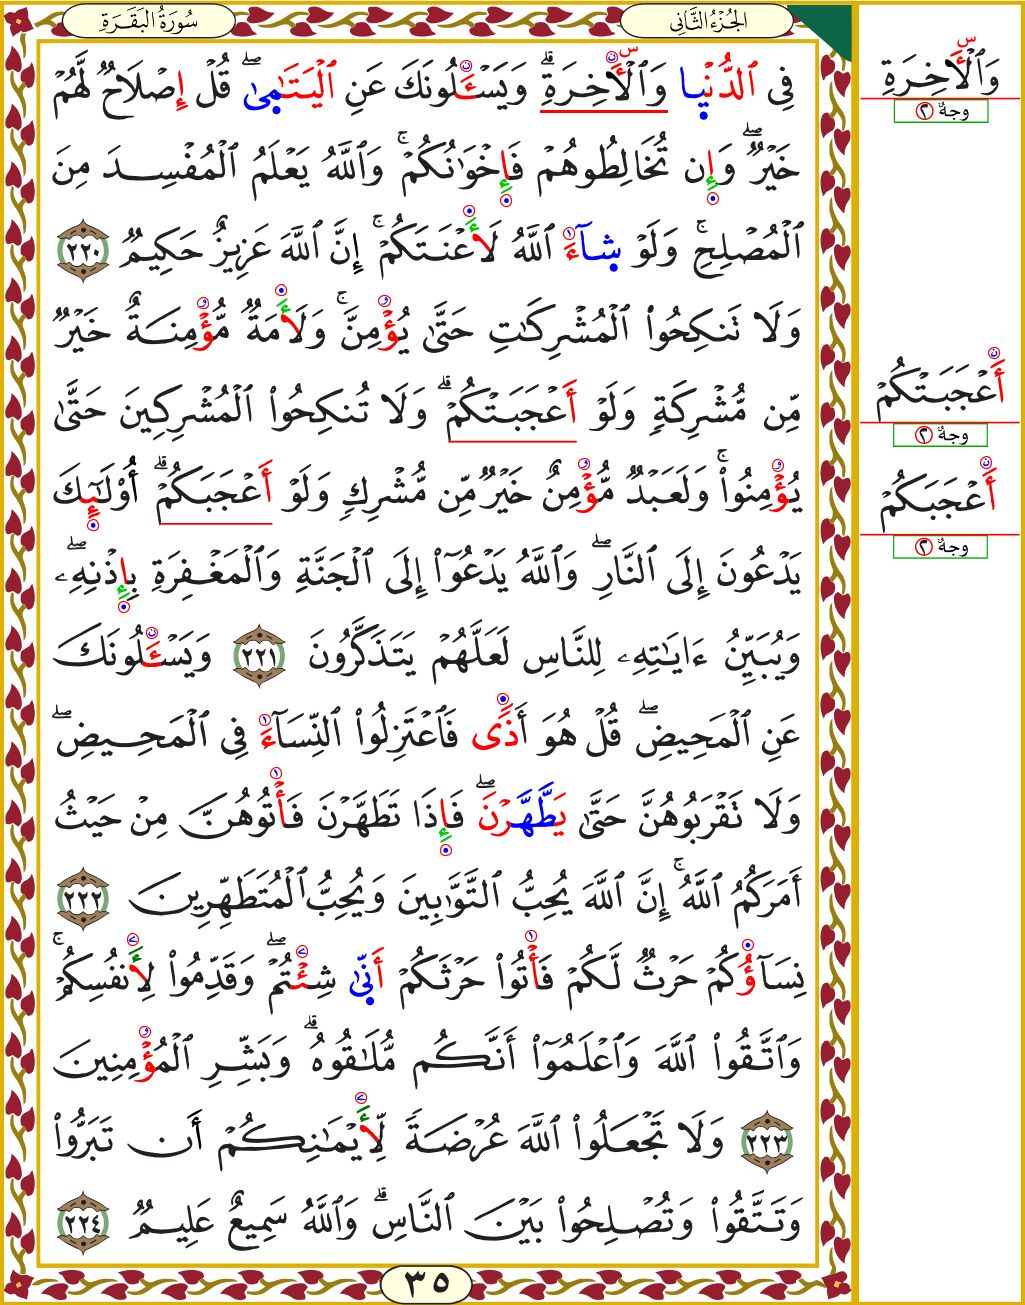 الجُزْءُ الثَّانِي
سُورَةُ البَقَرَةِ
فِي ٱلدُّنۡيَا وَٱلۡأٓخِرَةِۗ وَيَسۡـَٔلُونَكَ عَنِ ٱلۡيَتَٰمَىٰۖ قُلۡ إِصۡلَاحٞ لَّهُمۡ
خَيۡرٞۖ وَإِن تُخَالِطُوهُمۡ فَإِخۡوَٰنُكُمۡۚ وَٱللَّهُ يَعۡلَمُ ٱلۡمُفۡسِدَ مِنَ
ٱلۡمُصۡلِحِۚ وَلَوۡ شَآءَ ٱللَّهُ لَأَعۡنَتَكُمۡۚ إِنَّ ٱللَّهَ عَزِيزٌ حَكِيمٞ ٢٢٠
وَلَا تَنكِحُواْ ٱلۡمُشۡرِكَٰتِ حَتَّىٰ يُؤۡمِنَّۚ وَلَأَمَةٞ مُّؤۡمِنَةٌ خَيۡرٞ
مِّن مُّشۡرِكَةٖ وَلَوۡ أَعۡجَبَتۡكُمۡۗ وَلَا تُنكِحُواْ ٱلۡمُشۡرِكِينَ حَتَّىٰ
يُؤۡمِنُواْۚ وَلَعَبۡدٞ مُّؤۡمِنٌ خَيۡرٞ مِّن مُّشۡرِكٖ وَلَوۡ أَعۡجَبَكُمۡۗ أُوْلَٰٓئِكَ
يَدۡعُونَ إِلَى ٱلنَّارِۖ وَٱللَّهُ يَدۡعُوٓاْ إِلَى ٱلۡجَنَّةِ وَٱلۡمَغۡفِرَةِ بِإِذۡنِهِۦۖ
وَيُبَيِّنُ ءَايَٰتِهِۦ لِلنَّاسِ لَعَلَّهُمۡ يَتَذَكَّرُونَ ٢٢١ وَيَسۡـَٔلُونَكَ
عَنِ ٱلۡمَحِيضِۖ قُلۡ هُوَ أَذٗى فَٱعۡتَزِلُواْ ٱلنِّسَآءَ فِي ٱلۡمَحِيضِۖ
وَلَا تَقۡرَبُوهُنَّ حَتَّىٰ يَطَّهَّرۡنَۖ فَإِذَا تَطَهَّرۡنَ فَأۡتُوهُنَّ مِنۡ حَيۡثُ
أَمَرَكُمُ ٱللَّهُۚ إِنَّ ٱللَّهَ يُحِبُّ ٱلتَّوَّٰبِينَ وَيُحِبُّ ٱلۡمُتَطَهِّرِينَ ٢٢٢
نِسَآؤُكُمۡ حَرۡثٞ لَّكُمۡ فَأۡتُواْ حَرۡثَكُمۡ أَنَّىٰ شِئۡتُمۡۖ وَقَدِّمُواْ لِأَنفُسِكُمۡۚ
وَٱتَّقُواْ ٱللَّهَ وَٱعۡلَمُوٓاْ أَنَّكُم مُّلَٰقُوهُۗ وَبَشِّرِ ٱلۡمُؤۡمِنِينَ
٢٢٣ وَلَا تَجۡعَلُواْ ٱللَّهَ عُرۡضَةٗ لِّأَيۡمَٰنِكُمۡ أَن تَبَرُّواْ
وَتَتَّقُواْ وَتُصۡلِحُواْ بَيۡنَ ٱلنَّاسِۗ وَٱللَّهُ سَمِيعٌ عَلِيمٞ ٢٢٤
٣٥
وَٱلۡأٓخِرَةِ
وجهٌ ٢
أَعۡجَبَتۡكُمۡ
وجهٌ ٢
أَعۡجَبَكُمۡ
وجهٌ ٢